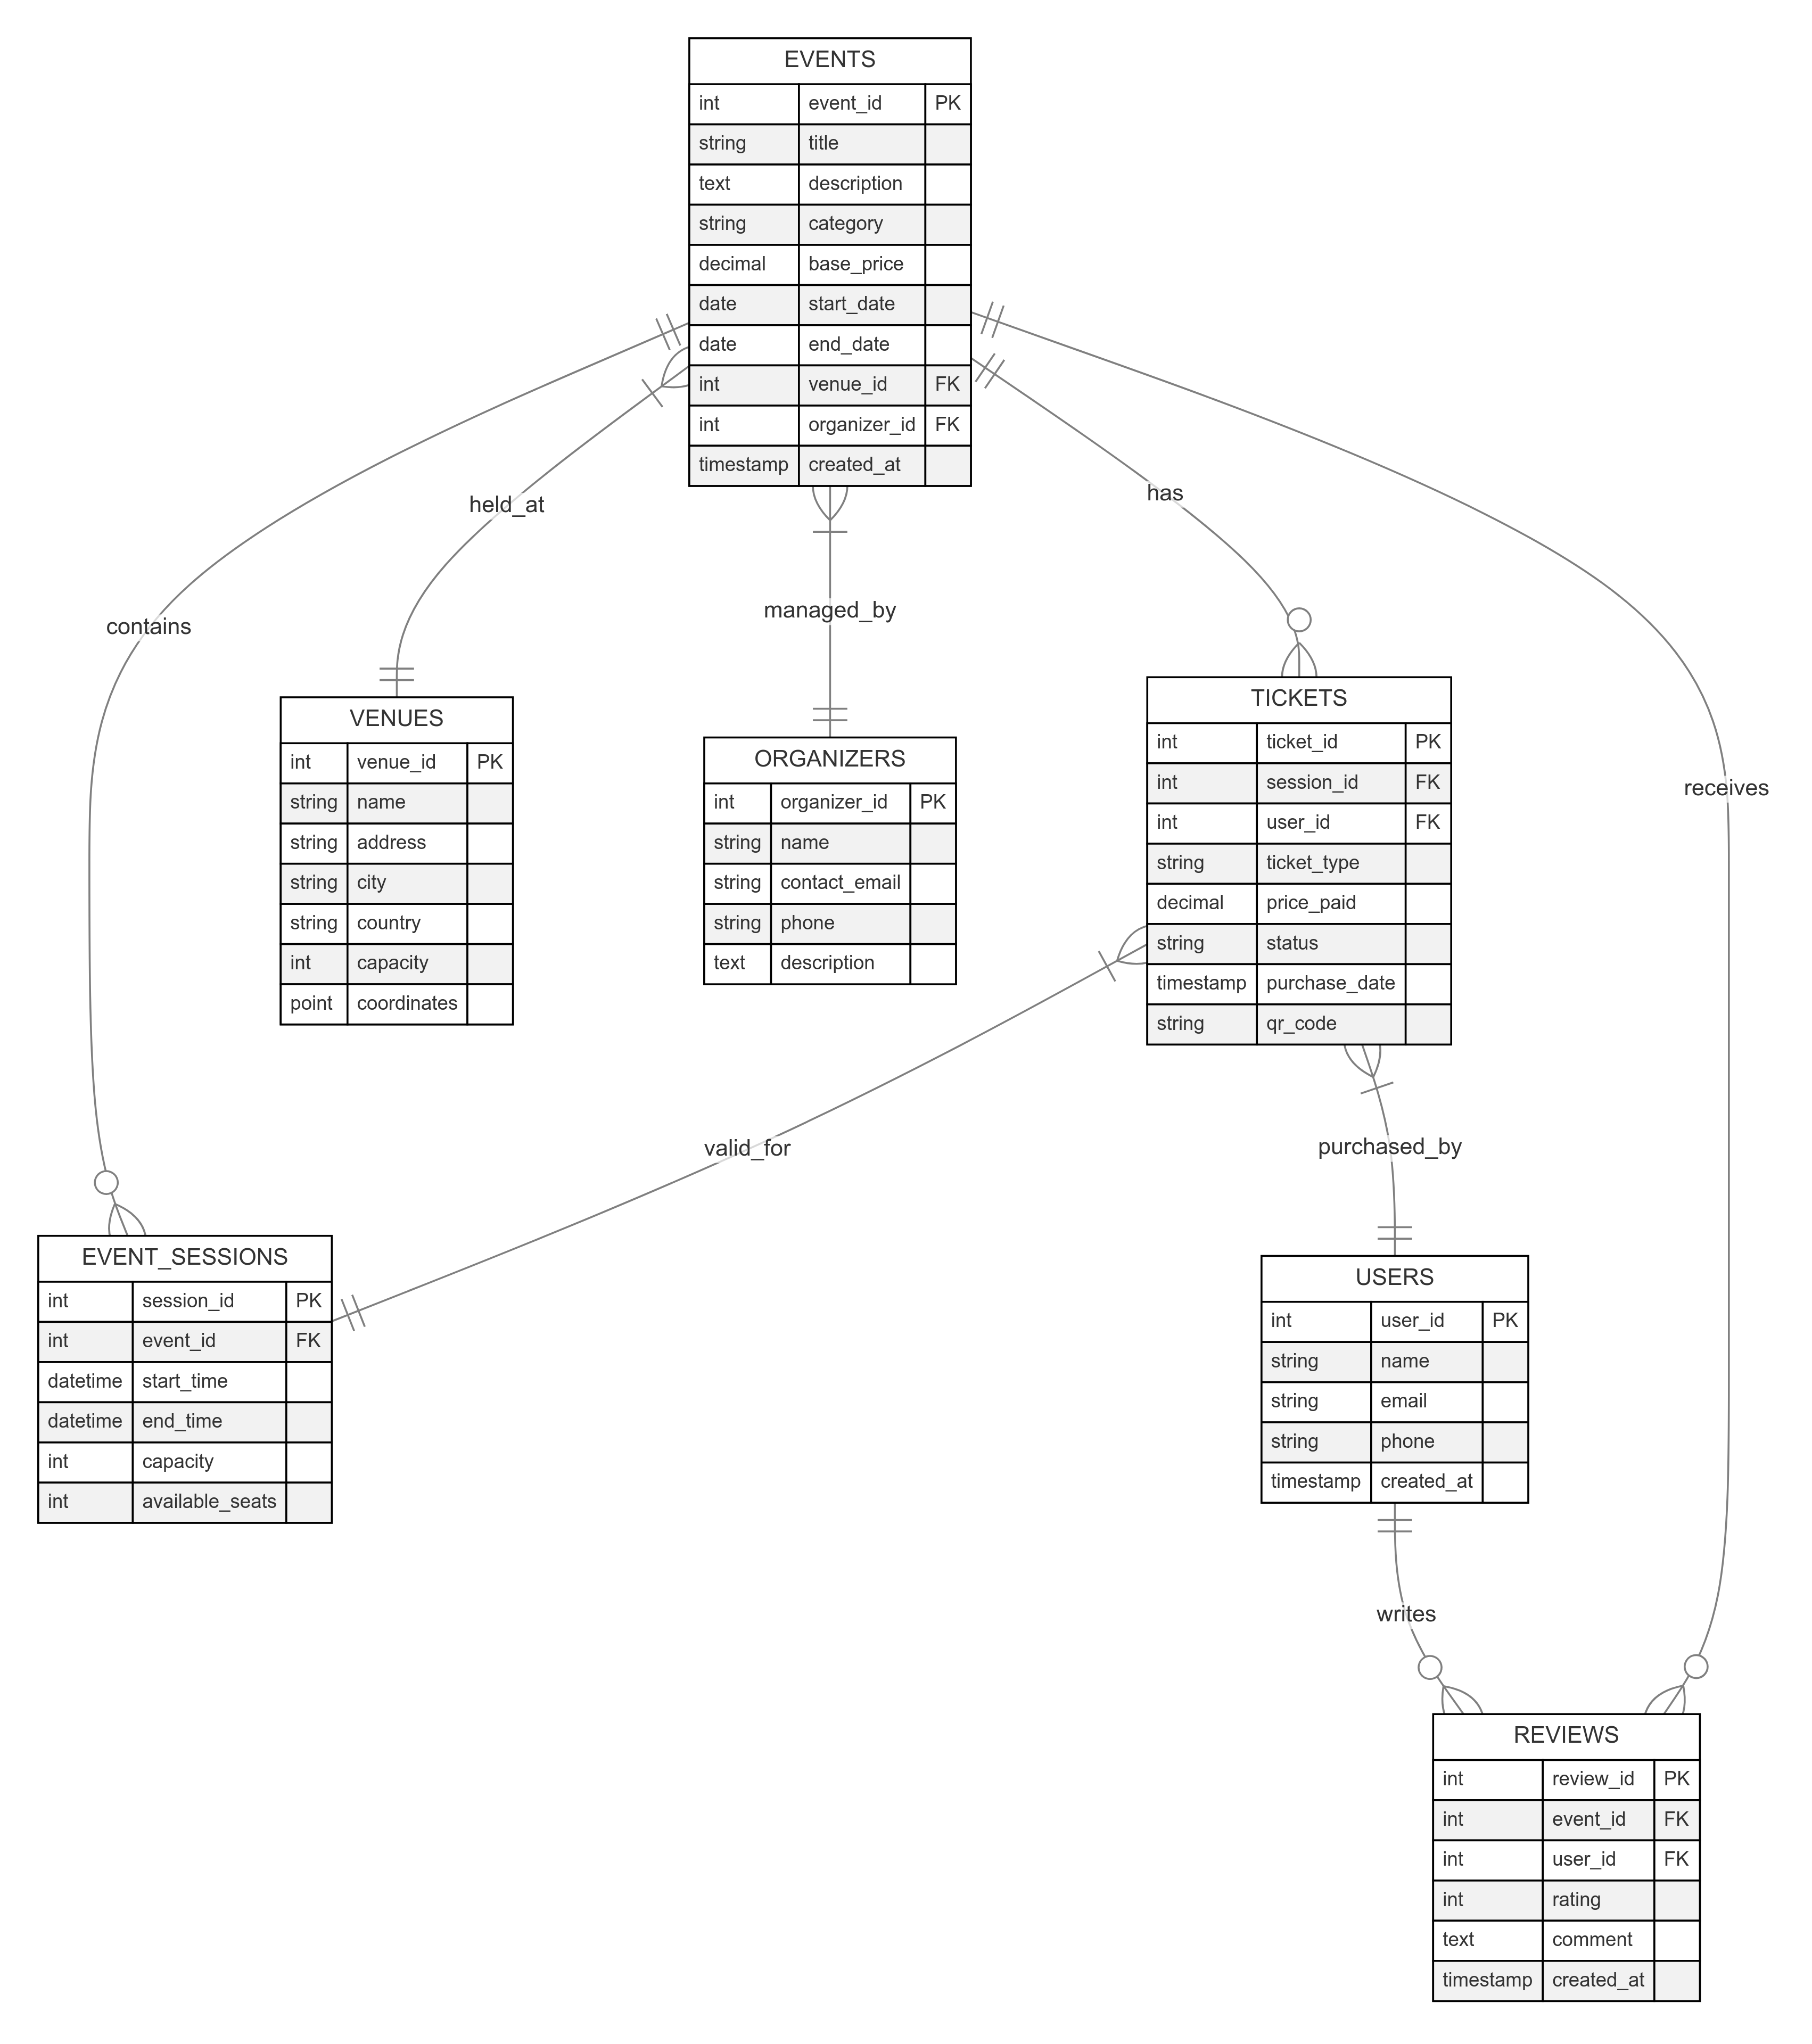 EVENTS
int event_id PK
string title
text description
string category
decimal base_price
date start_date
date end_date
int venue_id FK
int organizer_id FK
timestamp created_at
held_at
has
managed_by
contains
receives
VENUES
int venue_id PK
string name
string address
string city
string country
int capacity
point coordinates
ORGANIZERS
int organizer_id PK
string name
string contact_email
string phone
text description
TICKETS
int ticket_id PK
int session_id FK
int user_id FK
string ticket_type
decimal price_paid
string status
timestamp purchase_date
string qr_code
valid_for
purchased_by
EVENT_SESSIONS
int session_id PK
int event_id FK
datetime start_time
datetime end_time
int capacity
int available_seats
USERS
int user_id PK
string name
string email
string phone
timestamp created_at
writes
REVIEWS
int review_id PK
int event_id FK
int user_id FK
int rating
text comment
timestamp created_at